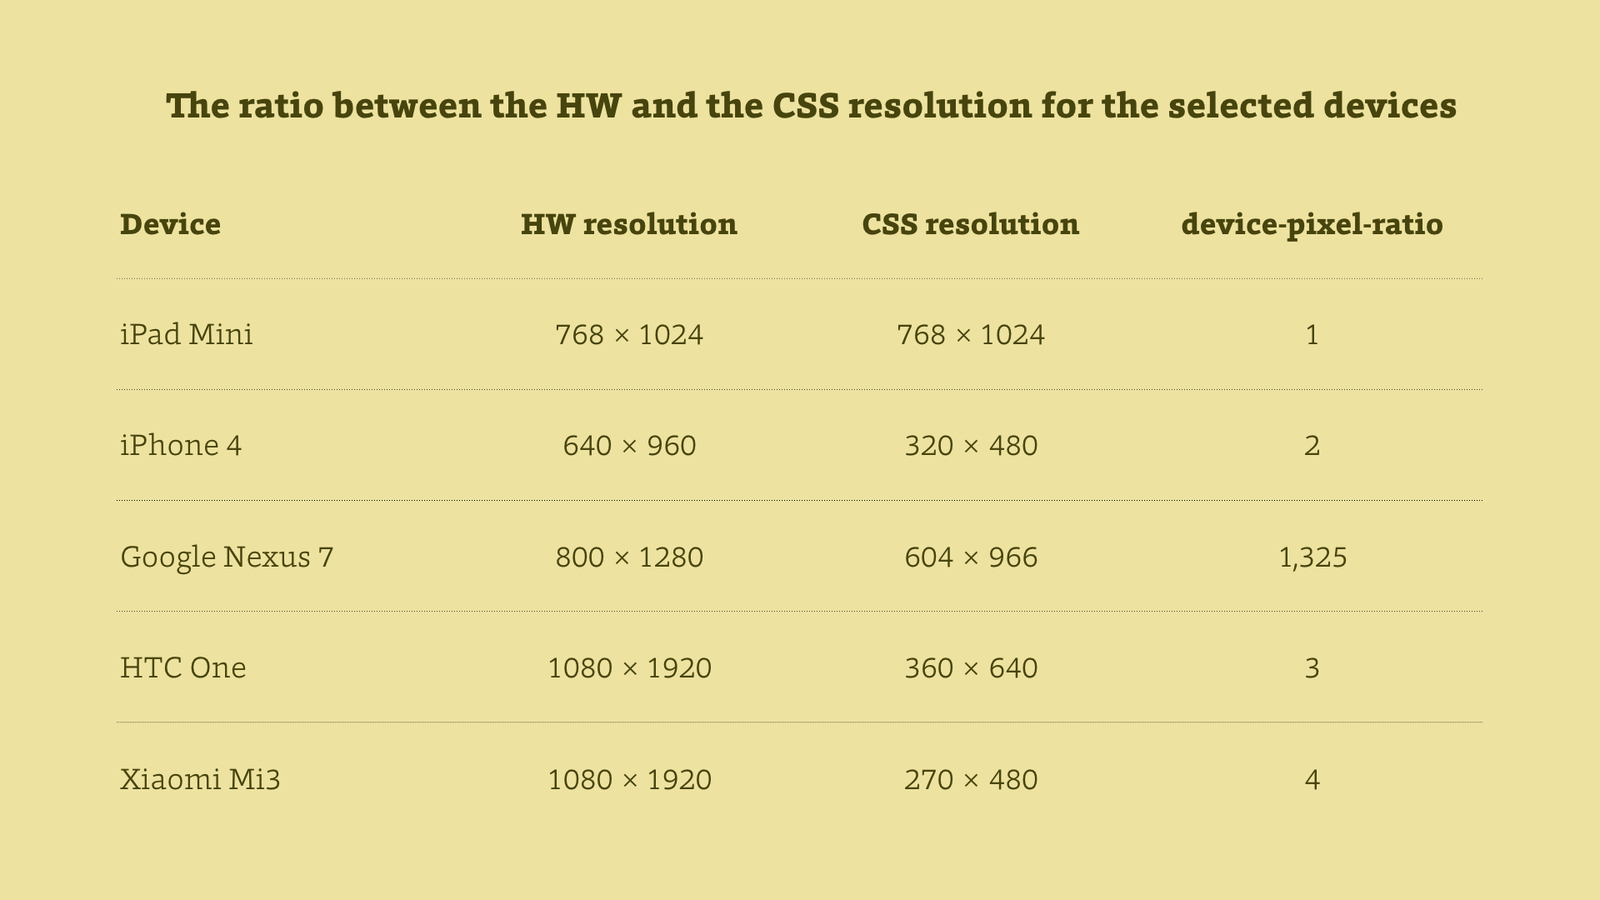 The ratio between the HW and the CSS resolution for the selected devices
Device HW resolution CSS resolution device-pixel-ratio
iPad Mini 768 × 1024 768 × 1024 1
iPhone 4 640 × 960 320 × 480 2
Google Nexus 7 800 × 1280 604 × 966 1,325
HTC One 1080 × 1920 360 × 640 3
Xiaomi Mi3 1080 × 1920 270 × 480 4